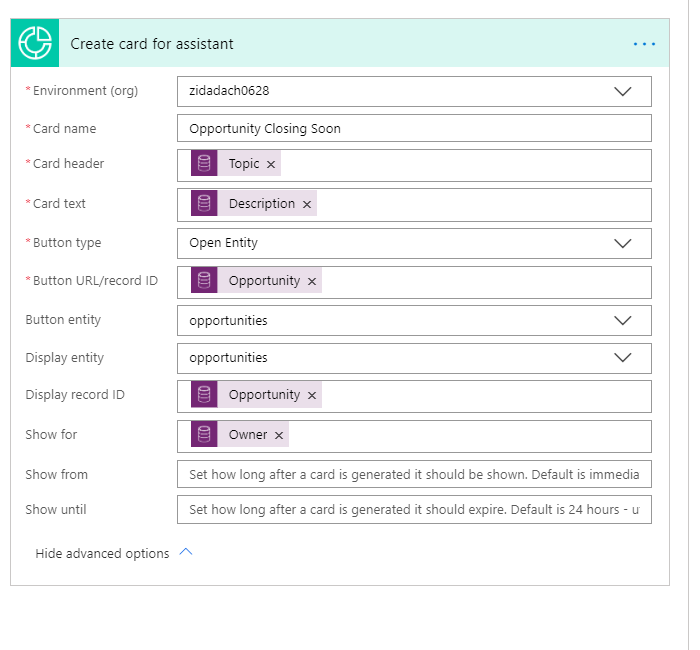 Create card for assistant
* Environment (org) zidadach0628
* Card name Opportunity Closing Soon
* Card header Topic ×
* Card text Description ×
* Button type Open Entity
* Button URL/record ID Opportunity ×
Button entity opportunities
Display entity opportunities
Display record ID Opportunity ×
Show for Owner ×
Show from Set how long after a card is generated it should be shown. Default is immedia
Show until Set how long after a card is generated it should expire. Default is 24 hours - u
Hide advanced options